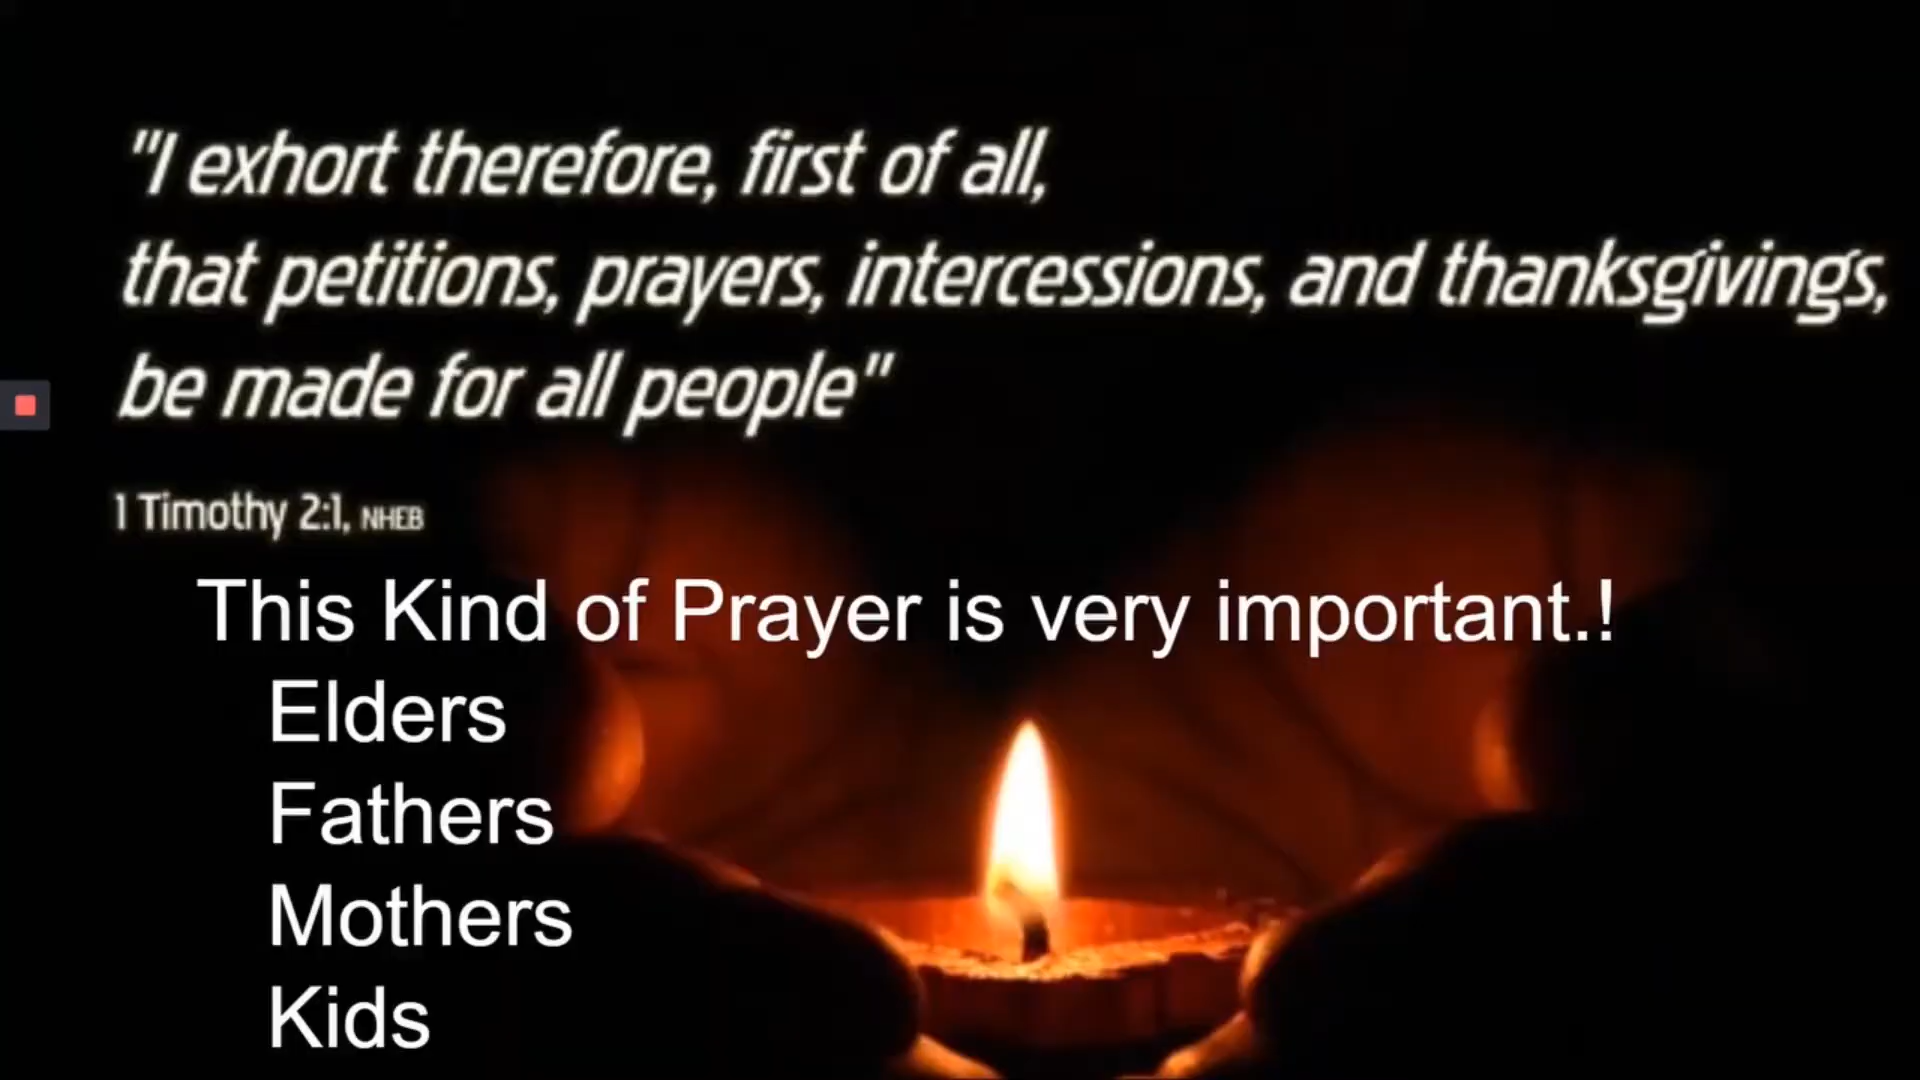 "I exhort therefore, first of all,
that petitions, prayers, intercessions, and thanksgivings,
be made for all people"
1 Timothy 2:1, NHEB
This Kind of Prayer is very important.!
Elders
Fathers
Mothers
Kids